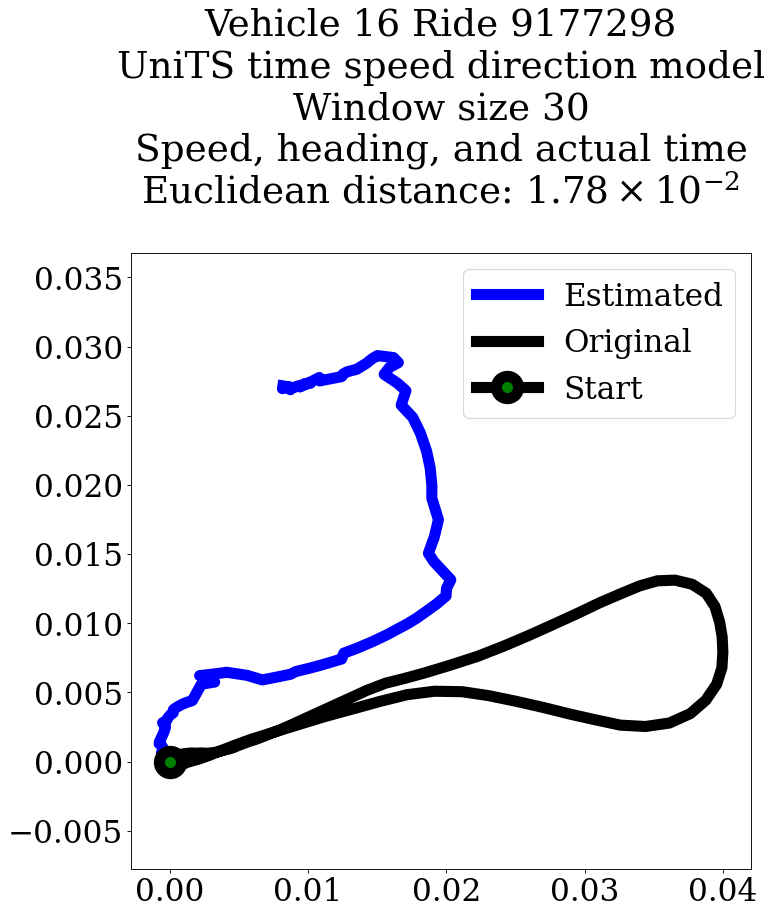 Vehicle 16 Ride 9177298
UniTS time speed direction model
Window size 30
Speed, heading, and actual time
Euclidean distance: 1.78 × 10⁻²
0.035
0.030
0.025
0.020
0.015
0.010
0.005
0.000
−0.005
Estimated
Original
Start
0.00 0.01 0.02 0.03 0.04